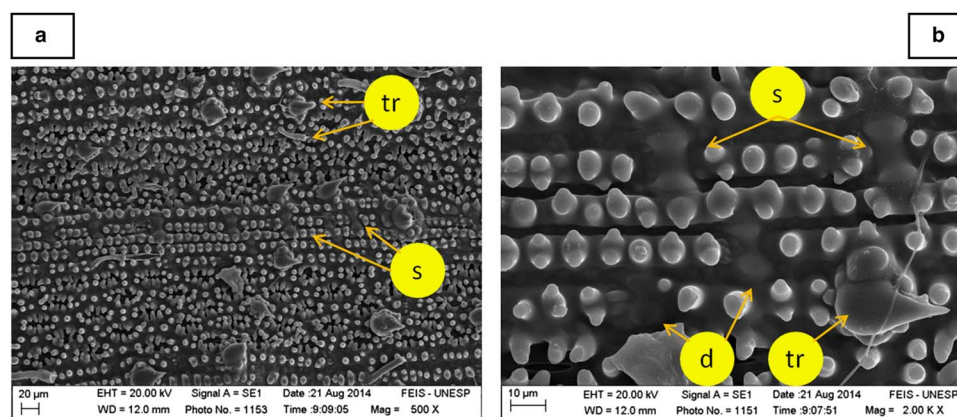 a
b
tr
s
s
d
tr
20 µm
EHT = 20.00 kV
Signal A = SE1
Date :21 Aug 2014
FEIS - UNESP
WD = 12.0 mm
Photo No. = 1153
Time :9:09:05
Mag = 500 X
10 µm
EHT = 20.00 kV
Signal A = SE1
Date :21 Aug 2014
FEIS - UNESP
WD = 12.0 mm
Photo No. = 1151
Time :9:07:51
Mag = 2.00 K X